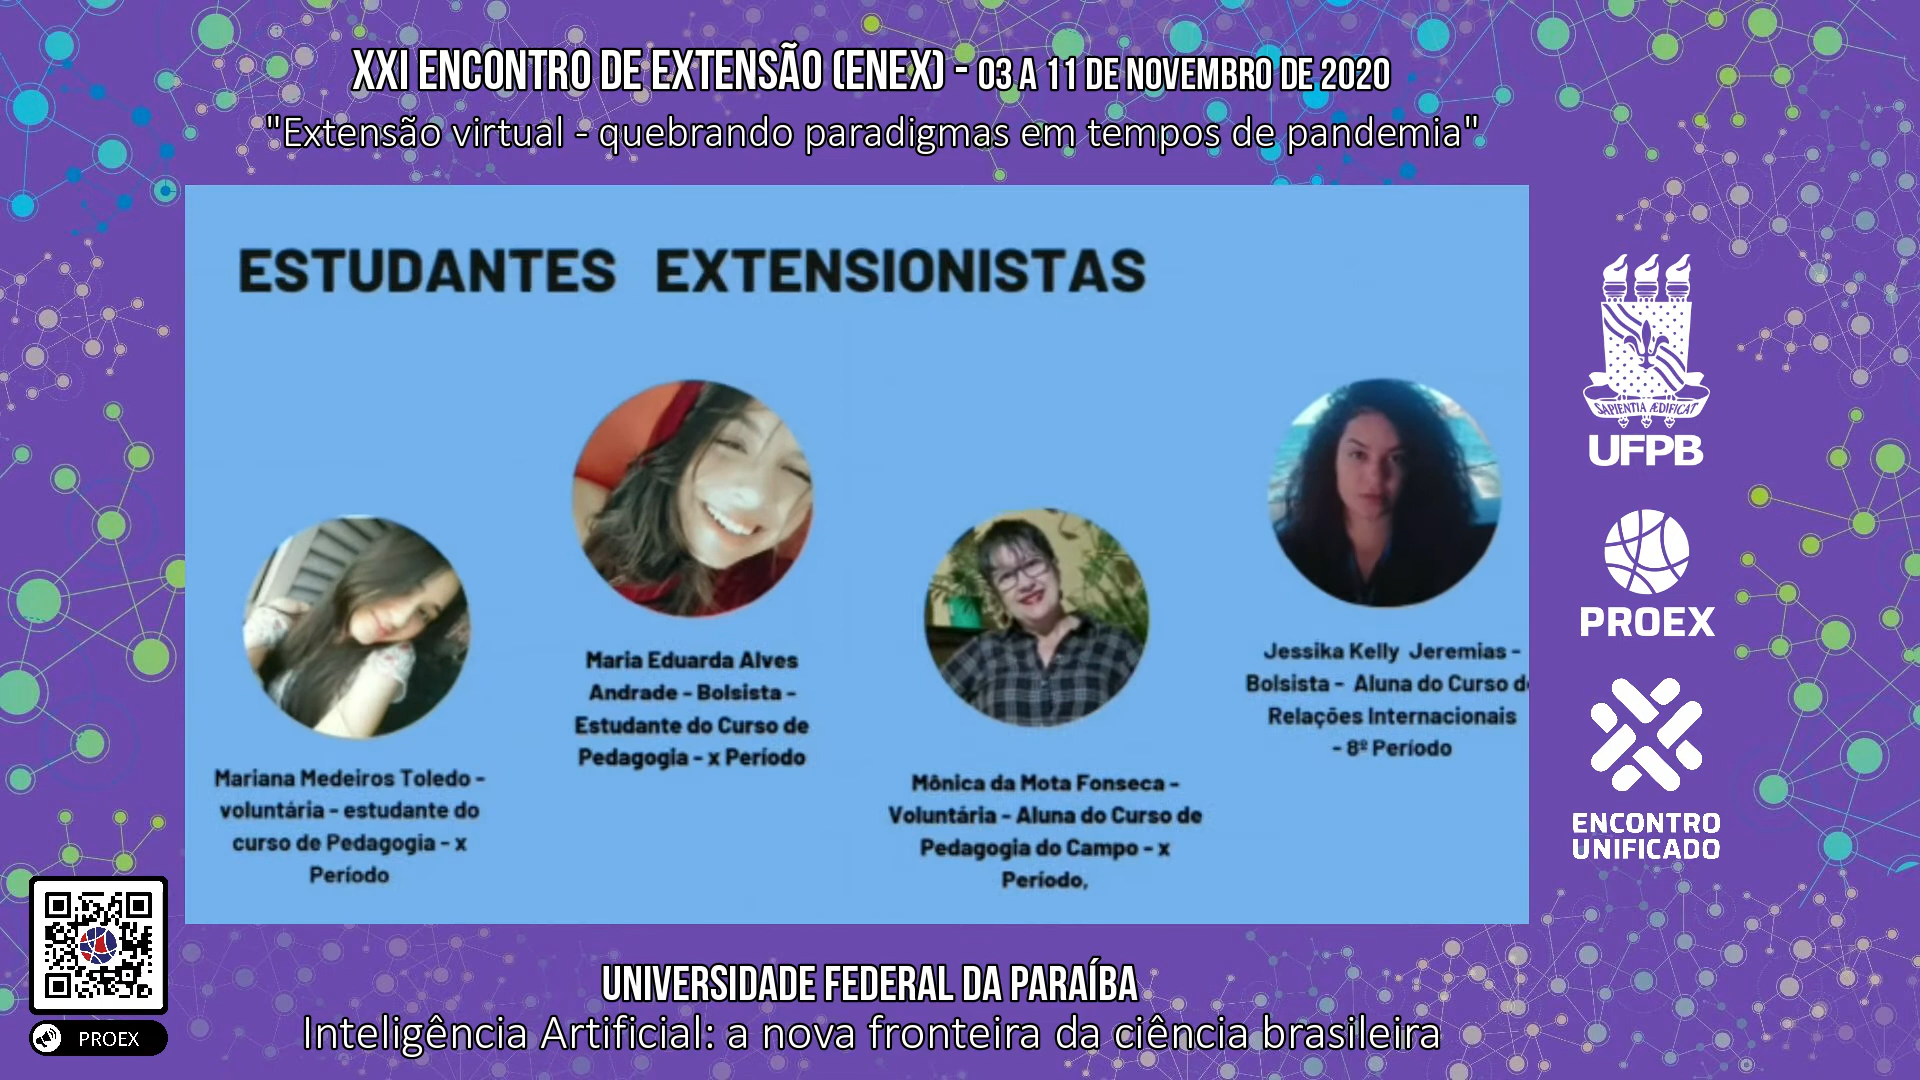 XXI ENCONTRO DE EXTENSÃO (ENEX) - 03 A 11 DE NOVEMBRO DE 2020
"Extensão virtual - quebrando paradigmas em tempos de pandemia"
ESTUDANTES EXTENSIONISTAS
Mariana Medeiros Toledo -
voluntária - estudante do
curso de Pedagogia - x
Período
Maria Eduarda Alves
Andrade - Bolsista -
Estudante do Curso de
Pedagogia - x Período
Mônica da Mota Fonseca -
Voluntária - Aluna do Curso de
Pedagogia do Campo - x
Período,
Jessika Kelly Jeremias -
Bolsista - Aluna do Curso d
Relações Internacionais
- 8º Período
SAPIENTIA ÆDIFICAT
UFPB
PROEX
ENCONTRO
UNIFICADO
PROEX
UNIVERSIDADE FEDERAL DA PARAÍBA
Inteligência Artificial: a nova fronteira da ciência brasileira